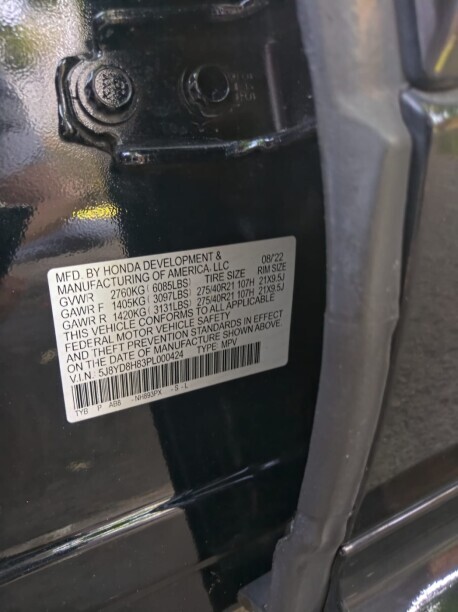 MFD. BY HONDA DEVELOPMENT & 08/22
MANUFACTURING OF AMERICA, LLC
TIRE SIZE RIM SIZE
GVWR 2760KG (6085LBS)
GAWR F 1405KG (3097LBS) 275/40R21 107H 21X9.5J
GAWR R 1420KG (3131LBS) 275/40R21 107H 21X9.5J
THIS VEHICLE CONFORMS TO ALL APPLICABLE
FEDERAL MOTOR VEHICLE SAFETY
AND THEFT PREVENTION STANDARDS IN EFFECT
ON THE DATE OF MANUFACTURE SHOWN ABOVE.
V.I.N. 5J8YD8H83PL000424 TYPE MPV
TYB P AB8 -NH893PX -S -L